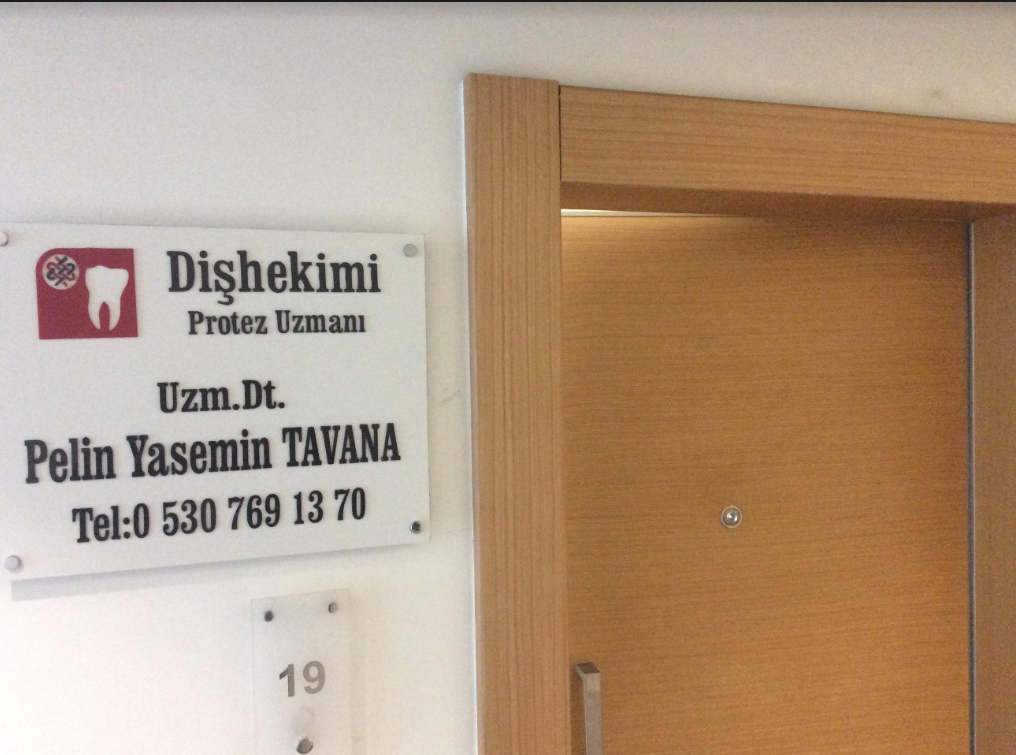 Dişhekimi
Protez Uzmanı
Uzm.Dt.
Pelin Yasemin TAVANA
Tel:0 530 769 13 70
19